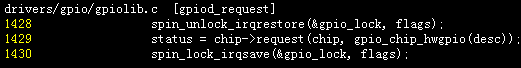 drivers/gpio/gpiolib.c  [gpiod_request]
1428                spin_unlock_irqrestore(&gpio_lock, flags);
1429                status = chip->request(chip, gpio_chip_hwgpio(desc));
1430                spin_lock_irqsave(&gpio_lock, flags);